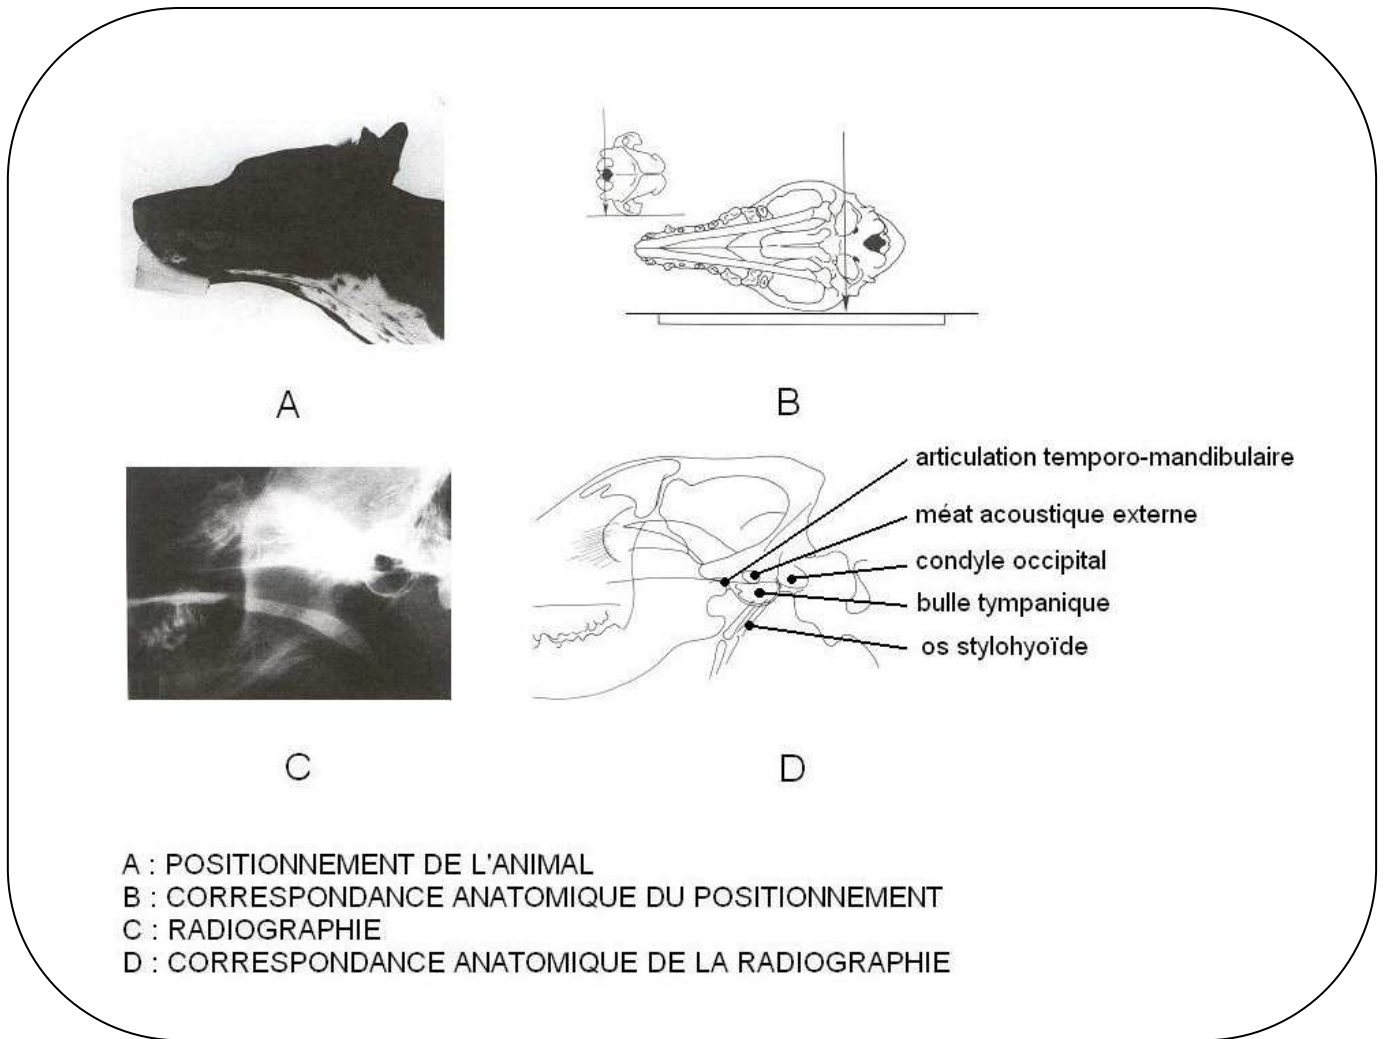 A
B
articulation temporo-mandibulaire
méat acoustique externe
condyle occipital
bulle tympanique
os stylohyoïde
C
D
A : POSITIONNEMENT DE L'ANIMAL
B : CORRESPONDANCE ANATOMIQUE DU POSITIONNEMENT
C : RADIOGRAPHIE
D : CORRESPONDANCE ANATOMIQUE DE LA RADIOGRAPHIE